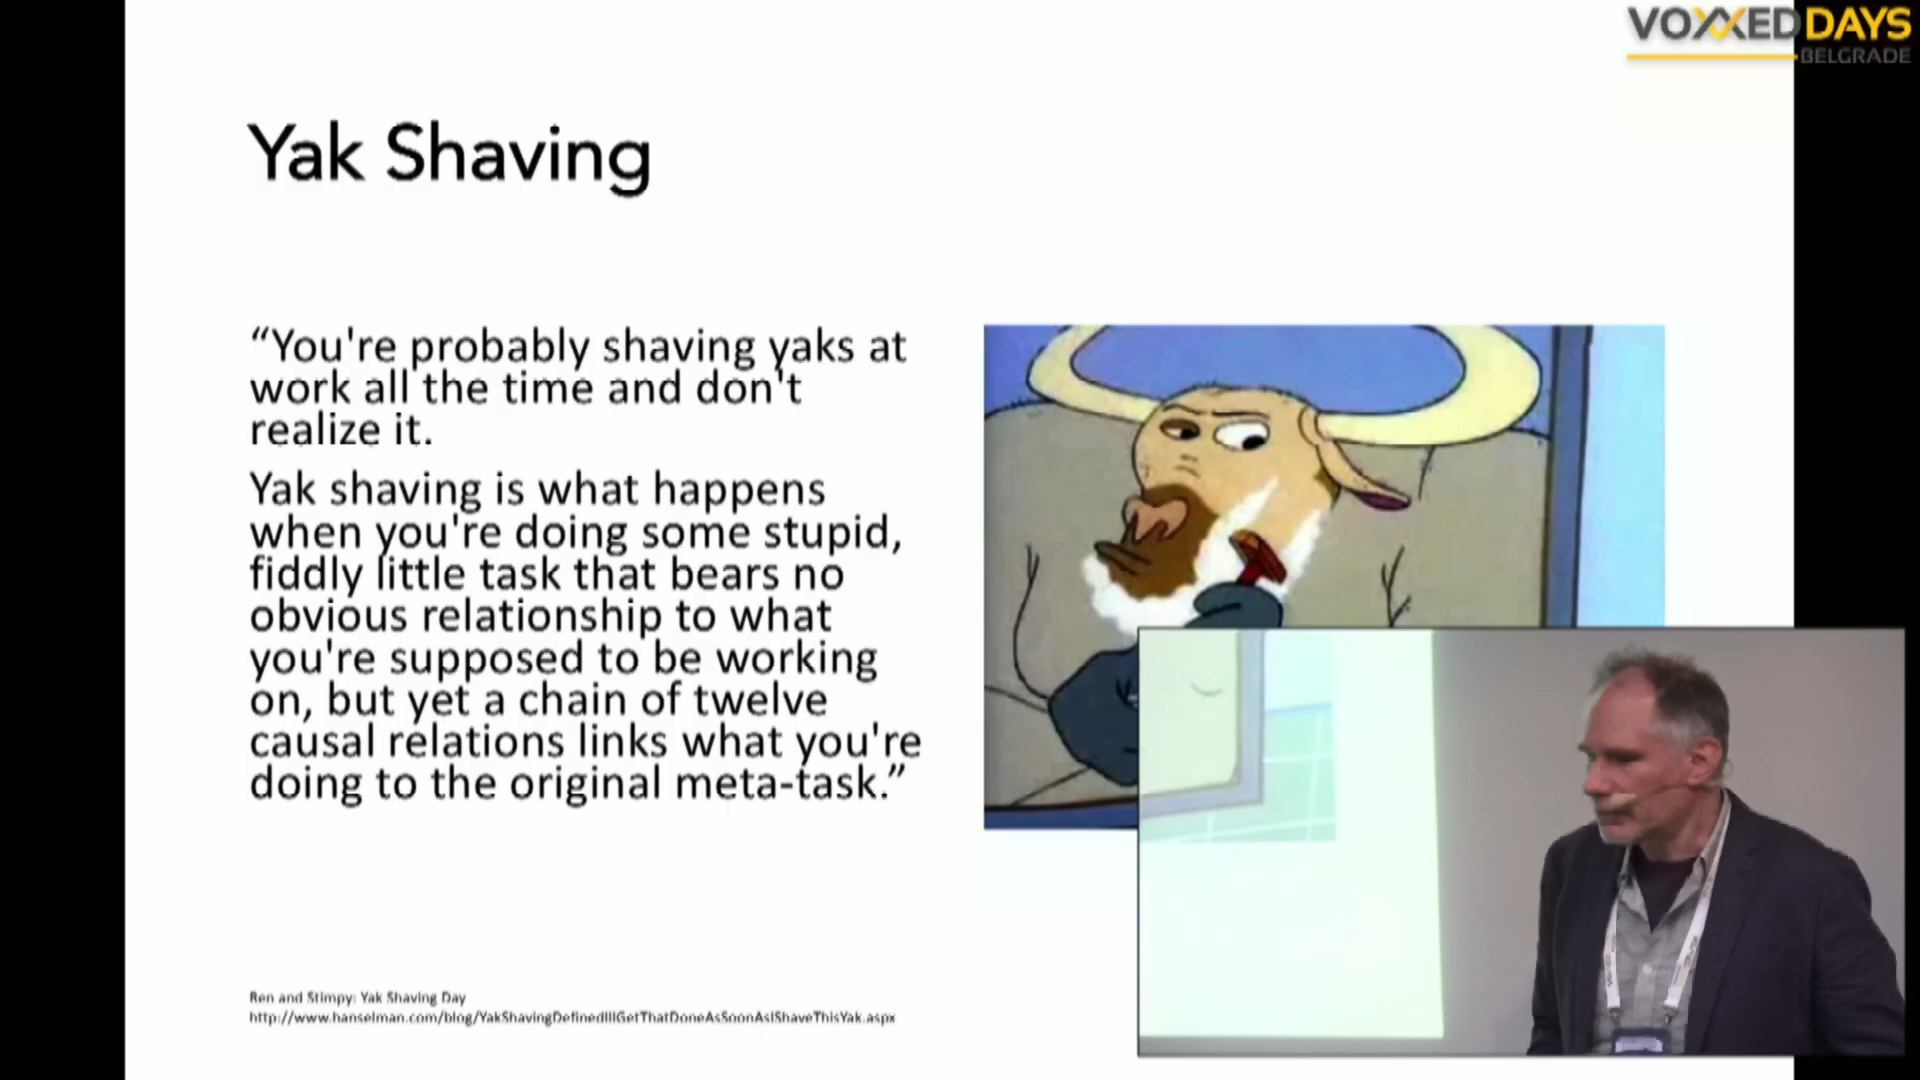 VOXXED DAYS
BELGRADE
Yak Shaving
“You're probably shaving yaks at
work all the time and don't
realize it.
Yak shaving is what happens
when you're doing some stupid,
fiddly little task that bears no
obvious relationship to what
you're supposed to be working
on, but yet a chain of twelve
causal relations links what you're
doing to the original meta-task.”
Ren and Stimpy: Yak Shaving Day
http://www.hanselman.com/blog/YakShavingDefinedIllGetThatDoneAsSoonAsIShaveThisYak.aspx